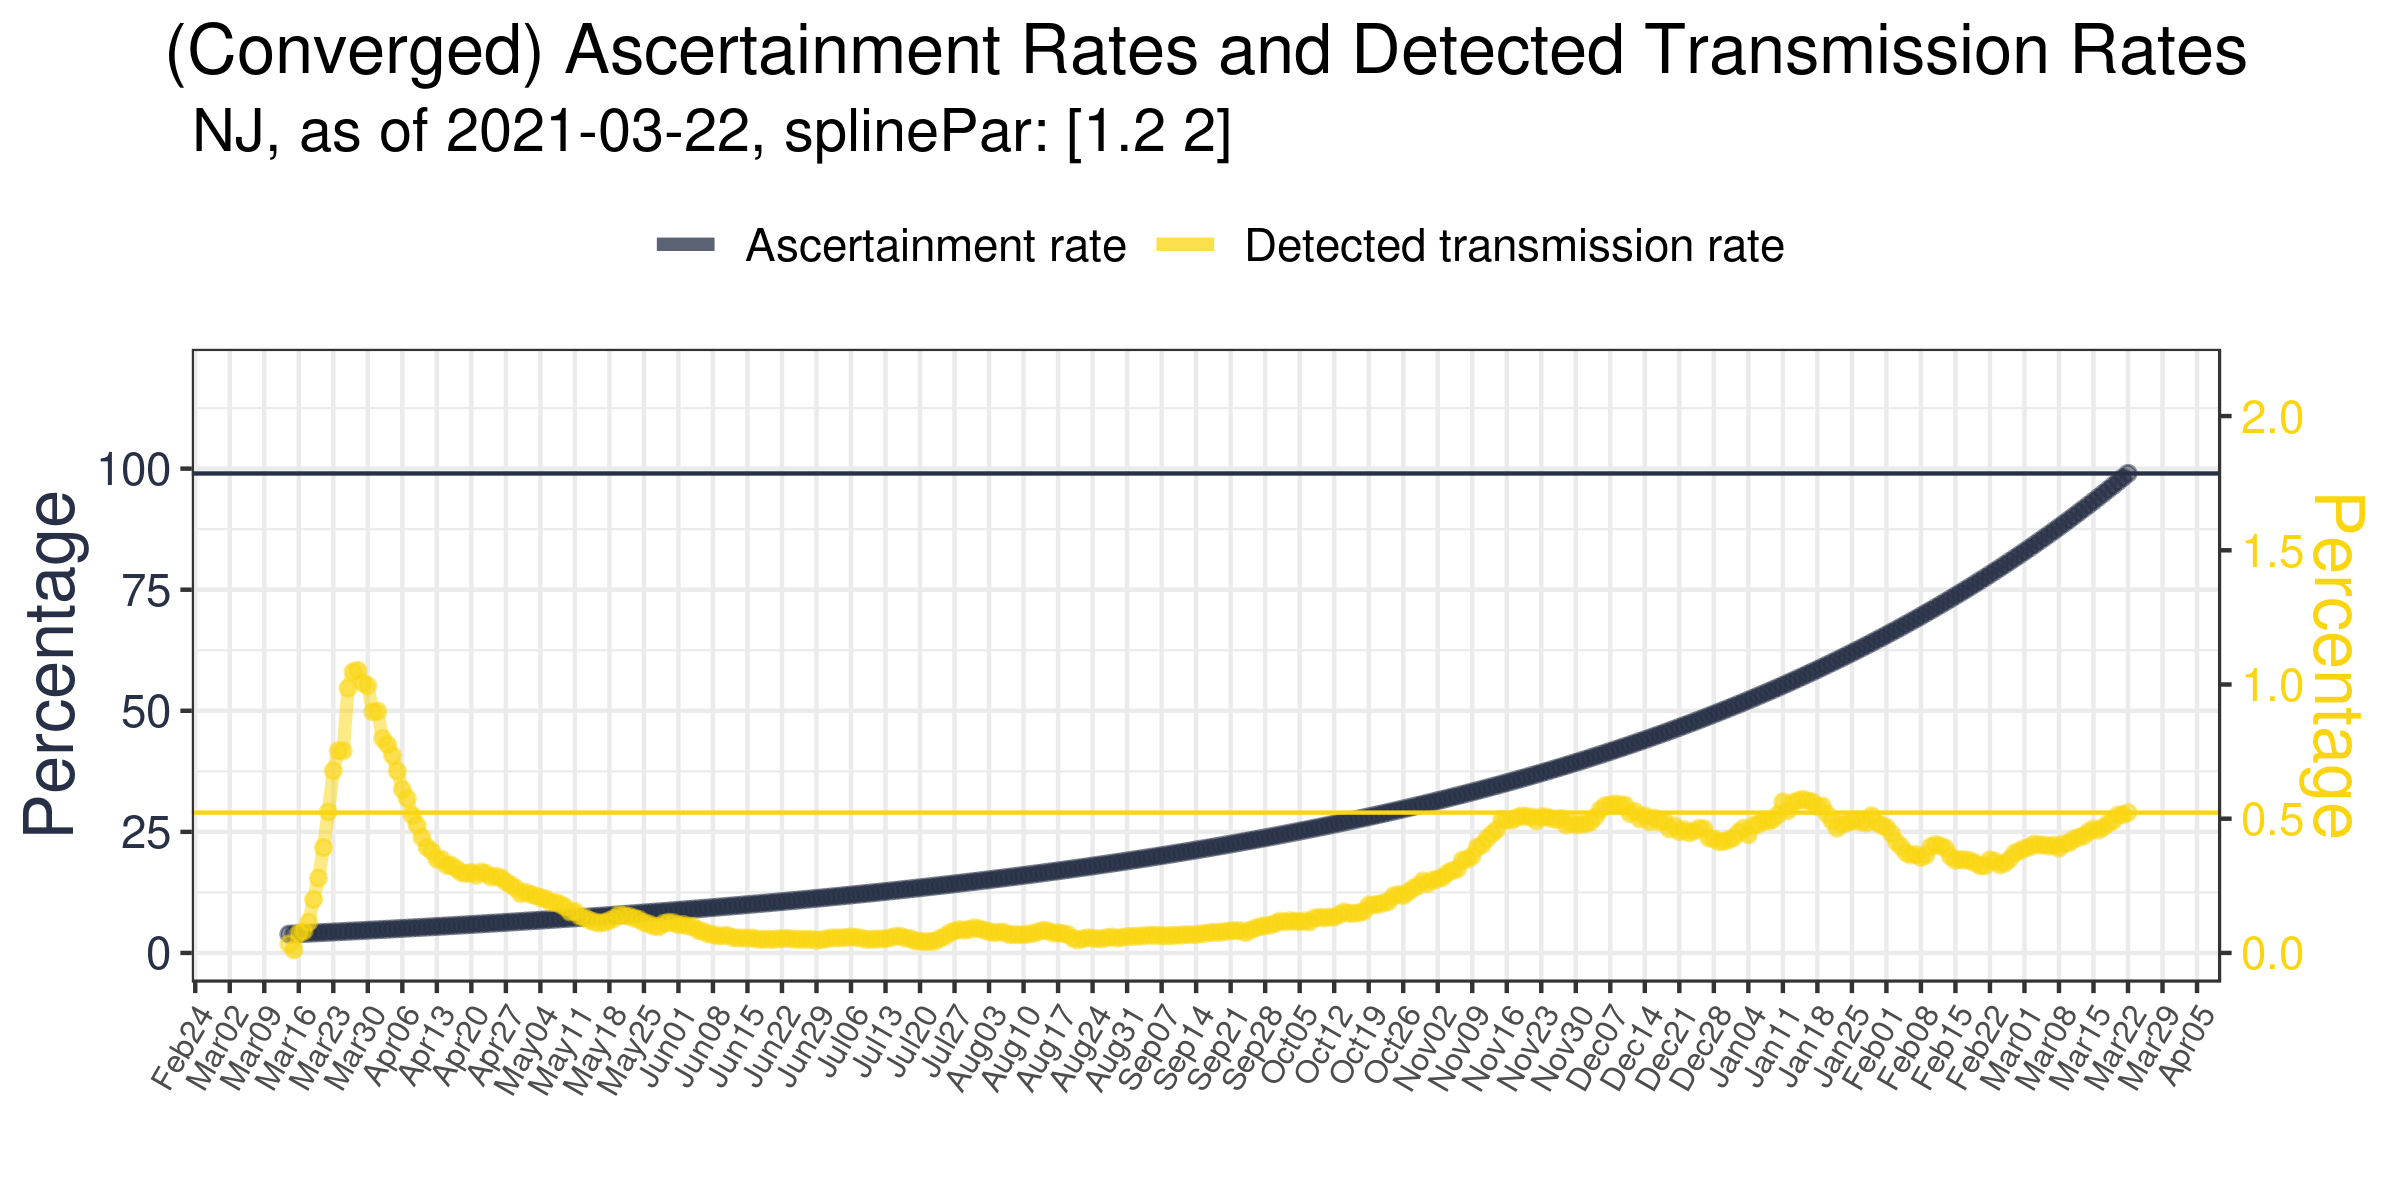 (Converged) Ascertainment Rates and Detected Transmission Rates
NJ, as of 2021-03-22, splinePar: [1.2 2]
Ascertainment rate Detected transmission rate
Percentage
100
75
50
25
0
2.0
1.5
1.0
0.5
0.0
Percentage
Feb24 Mar02 Mar09 Mar16 Mar23 Mar30 Apr06 Apr13 Apr20 Apr27 May04 May11 May18 May25 Jun01 Jun08 Jun15 Jun22 Jun29 Jul06 Jul13 Jul20 Jul27 Aug03 Aug10 Aug17 Aug24 Aug31 Sep07 Sep14 Sep21 Sep28 Oct05 Oct12 Oct19 Oct26 Nov02 Nov09 Nov16 Nov23 Nov30 Dec07 Dec14 Dec21 Dec28 Jan04 Jan11 Jan18 Jan25 Feb01 Feb08 Feb15 Feb22 Mar01 Mar08 Mar15 Mar22 Mar29 Apr05